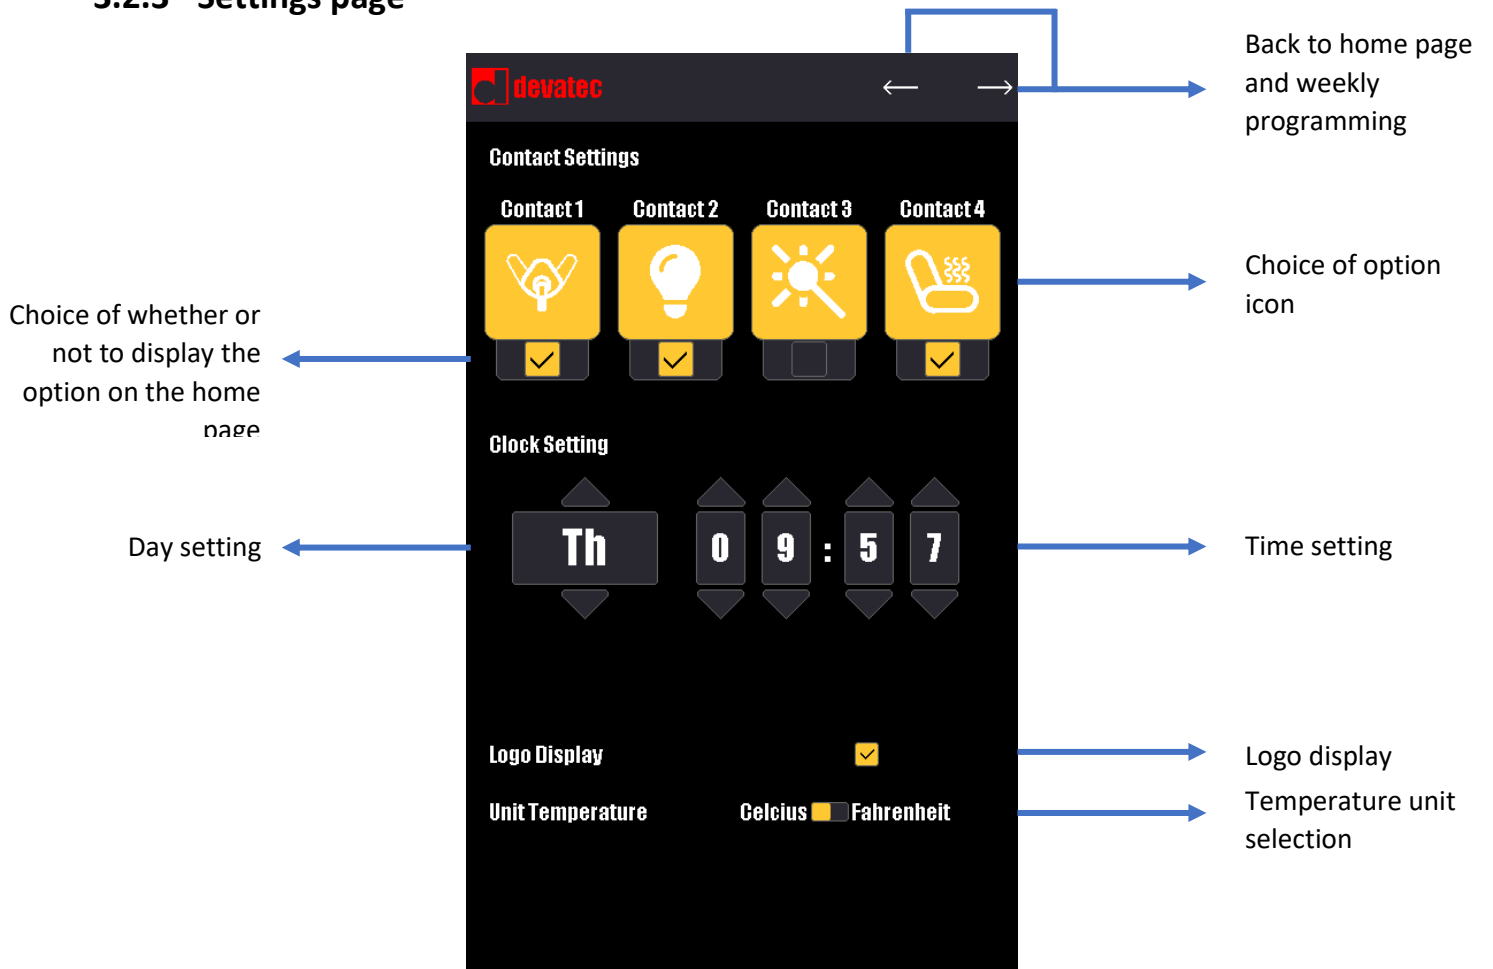 3.2.3 Settings page
Back to home page
and weekly
programming
devatec
Contact Settings
Contact 1 Contact 2 Contact 3 Contact 4
Choice of option
icon
Choice of whether or
not to display the
option on the home
page
Clock Setting
Day setting
Th 0 9 : 5 7
Time setting
Logo Display
Logo display
Unit Temperature Celcius Fahrenheit
Temperature unit
selection